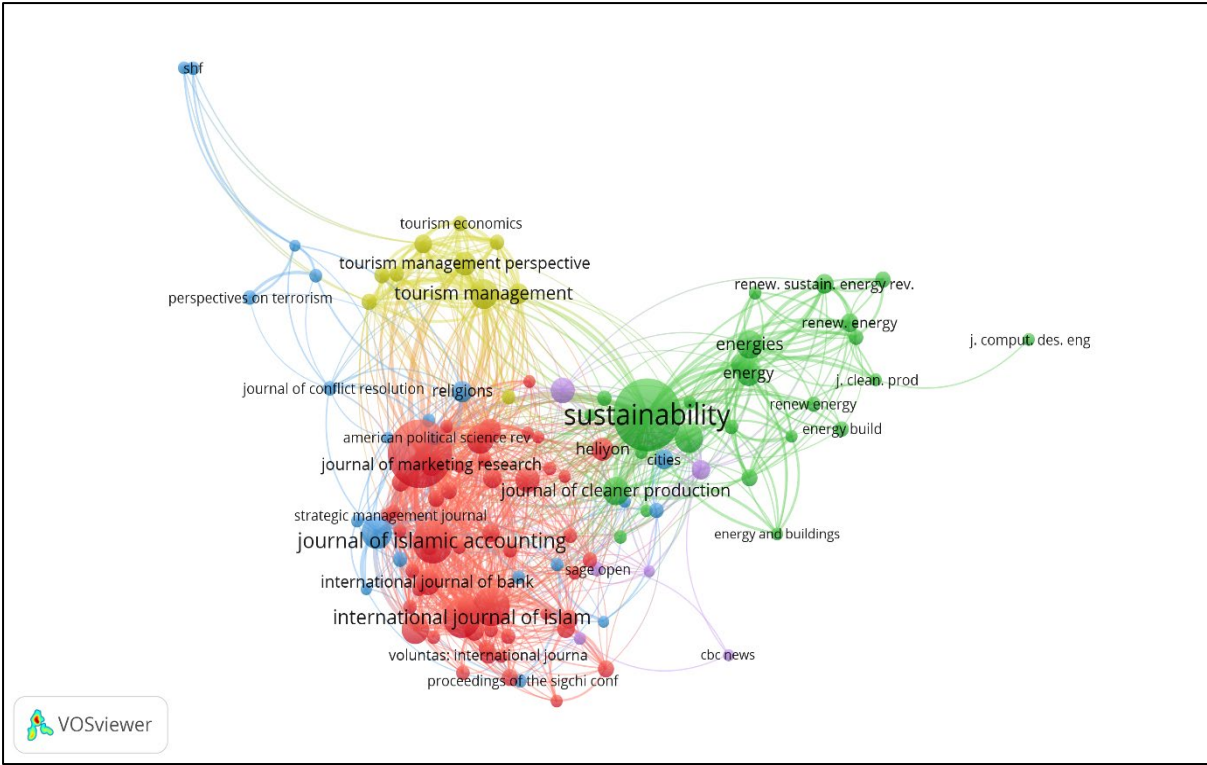 shf
tourism economics
tourism management perspective
tourism management
perspectives on terrorism
renew. sustain. energy rev.
renew. energy
energies
j. comput. des. eng
energy
j. clean. prod
journal of conflict resolution
religions
renew energy
sustainability
energy build
american political science rev
heliyon
cities
journal of marketing research
journal of cleaner production
strategic management journal
energy and buildings
journal of islamic accounting
sage open
international journal of bank
international journal of islam
voluntas: international journa
cbc news
proceedings of the sigchi conf
VOSviewer